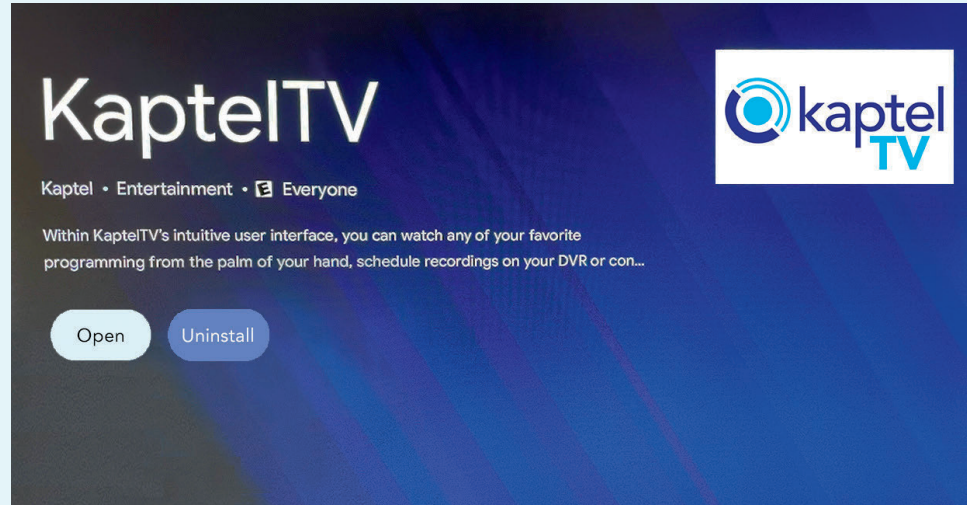 KaptelTV
kaptel
TV
Kaptel • Entertainment • E Everyone
Within KaptelTV's intuitive user interface, you can watch any of your favorite
programming from the palm of your hand, schedule recordings on your DVR or con...
Open
Uninstall